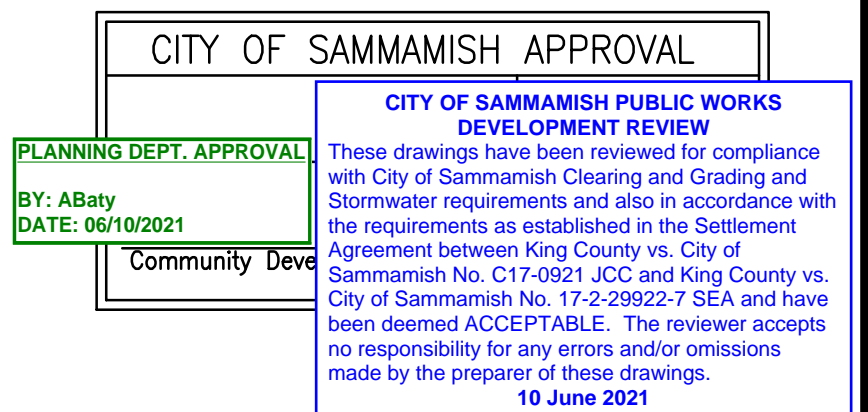 CITY OF SAMMAMISH APPROVAL
PLANNING DEPT. APPROVAL
BY: ABaty
DATE: 06/10/2021
Community
CITY OF SAMMAMISH PUBLIC WORKS
DEVELOPMENT REVIEW
These drawings have been reviewed for compliance
with City of Sammamish Clearing and Grading and
Stormwater requirements and also in accordance with
the requirements as established in the Settlement
Agreement between King County vs. City of
Sammamish No. C17-0921 JCC and King County vs.
City of Sammamish No. 17-2-29922-7 SEA and have
been deemed ACCEPTABLE. The reviewer accepts
no responsibility for any errors and/or omissions
made by the preparer of these drawings.
10 June 2021